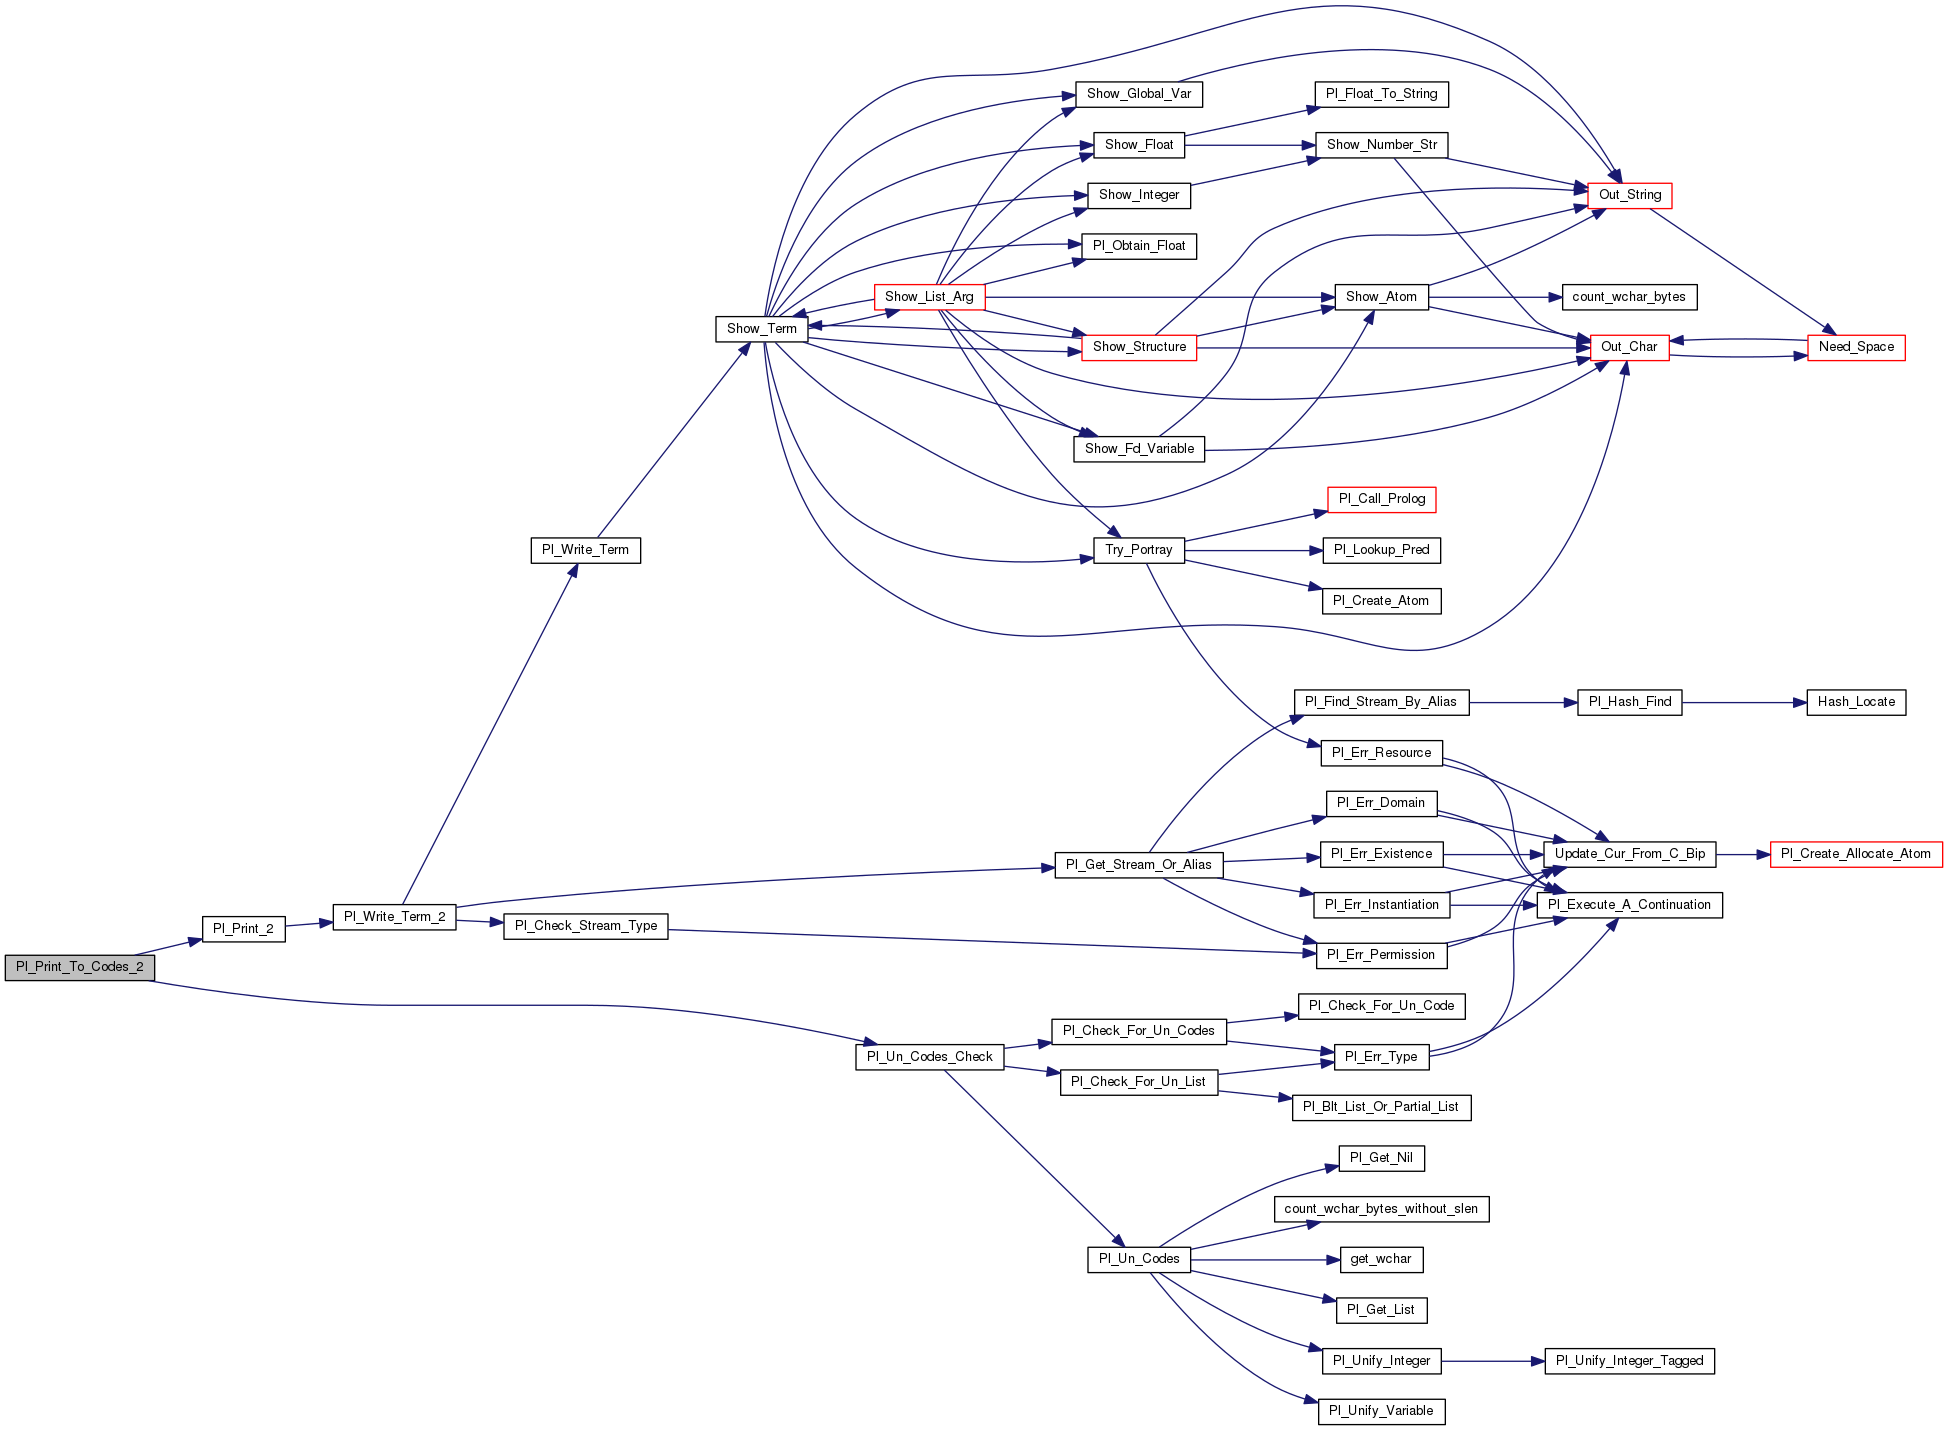 Show_Global_Var
Pl_Float_To_String
Show_Float
Show_Number_Str
Show_Integer
Out_String
Pl_Obtain_Float
Show_List_Arg
Show_Atom
count_wchar_bytes
Show_Term
Show_Structure
Out_Char
Need_Space
Show_Fd_Variable
Pl_Call_Prolog
Pl_Write_Term
Try_Portray
Pl_Lookup_Pred
Pl_Create_Atom
Pl_Find_Stream_By_Alias
Pl_Hash_Find
Hash_Locate
Pl_Err_Resource
Pl_Err_Domain
Pl_Get_Stream_Or_Alias
Pl_Err_Existence
Update_Cur_From_C_Bip
Pl_Create_Allocate_Atom
Pl_Err_Instantiation
Pl_Execute_A_Continuation
Pl_Print_2
Pl_Write_Term_2
Pl_Check_Stream_Type
Pl_Err_Permission
Pl_Print_To_Codes_2
Pl_Check_For_Un_Code
Pl_Check_For_Un_Codes
Pl_Un_Codes_Check
Pl_Err_Type
Pl_Check_For_Un_List
Pl_Blt_List_Or_Partial_List
Pl_Get_Nil
count_wchar_bytes_without_slen
Pl_Un_Codes
get_wchar
Pl_Get_List
Pl_Unify_Integer
Pl_Unify_Integer_Tagged
Pl_Unify_Variable